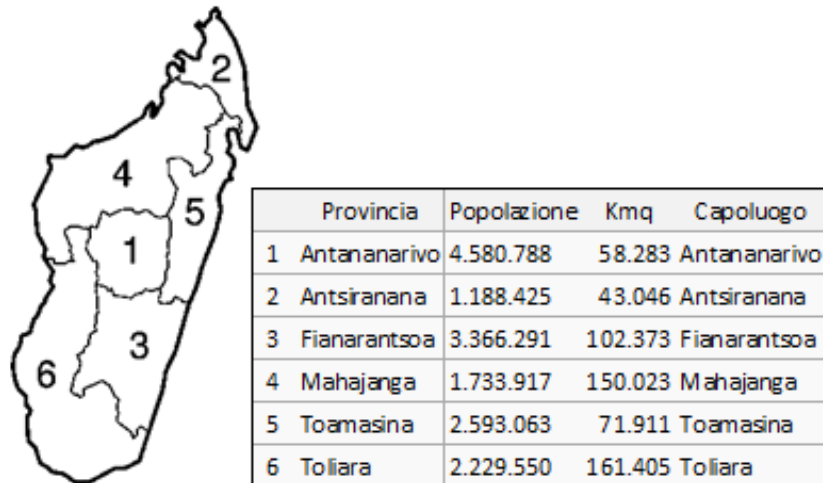 2
4
5
1
3
6
Provincia Popolazione Kmq Capoluogo
1 Antananarivo 4.580.788 58.283 Antananarivo
2 Antsiranana 1.188.425 43.046 Antsiranana
3 Fianarantsoa 3.366.291 102.373 Fianarantsoa
4 Mahajanga 1.733.917 150.023 Mahajanga
5 Toamasina 2.593.063 71.911 Toamasina
6 Toliara 2.229.550 161.405 Toliara